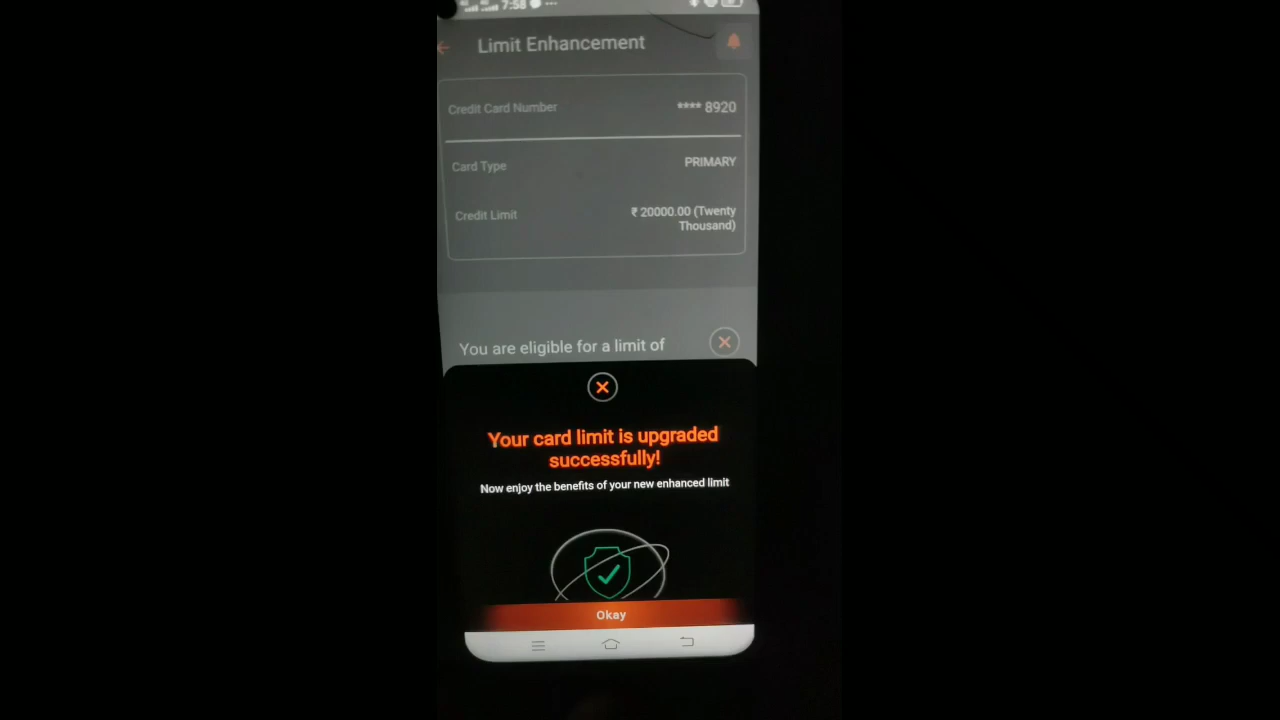 7:58
Limit Enhancement
Credit Card Number **** 8920
Card Type PRIMARY
Credit Limit ₹ 20000.00 (Twenty
Thousand)
You are eligible for a limit of
Your card limit is upgraded
successfully!
Now enjoy the benefits of your new enhanced limit
Okay